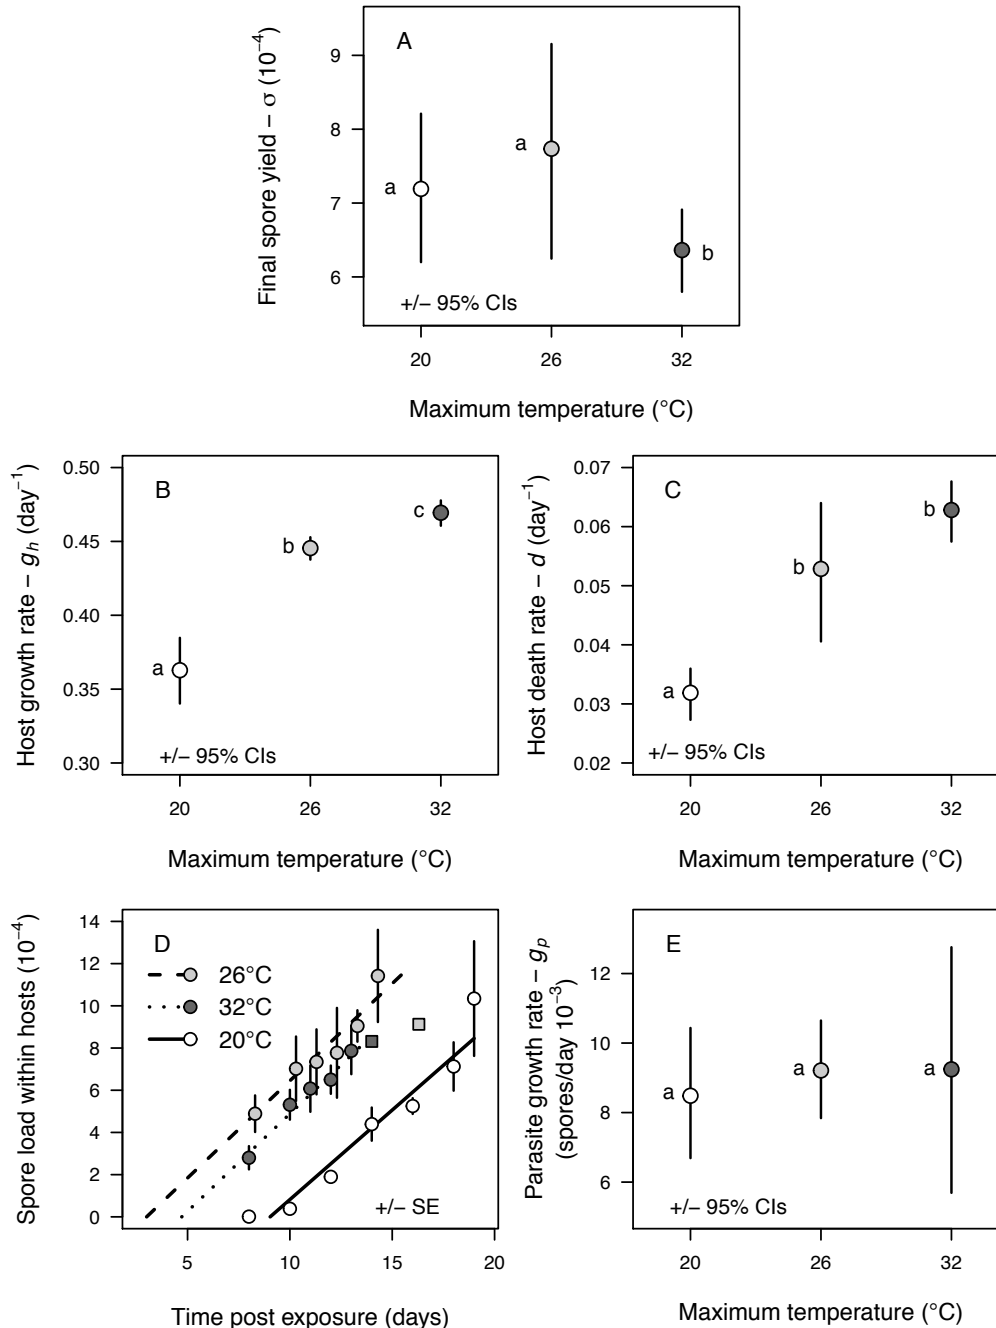 A
Final spore yield – σ (10⁻⁴)
9
8
7
6
a
a
b
+/− 95% CIs
20
26
32
Maximum temperature (°C)
B
Host growth rate – gₕ (day⁻¹)
0.50
0.45
0.40
0.35
0.30
a
b
c
+/− 95% CIs
20
26
32
Maximum temperature (°C)
C
Host death rate – d (day⁻¹)
0.07
0.06
0.05
0.04
0.03
0.02
a
b
b
+/− 95% CIs
20
26
32
Maximum temperature (°C)
D
Spore load within hosts (10⁻⁴)
14
12
10
8
6
4
2
0
26°C
32°C
20°C
+/− SE
5
10
15
20
Time post exposure (days)
E
Parasite growth rate – gₚ
(spores/day 10⁻³)
12
10
8
6
a
a
a
+/− 95% CIs
20
26
32
Maximum temperature (°C)